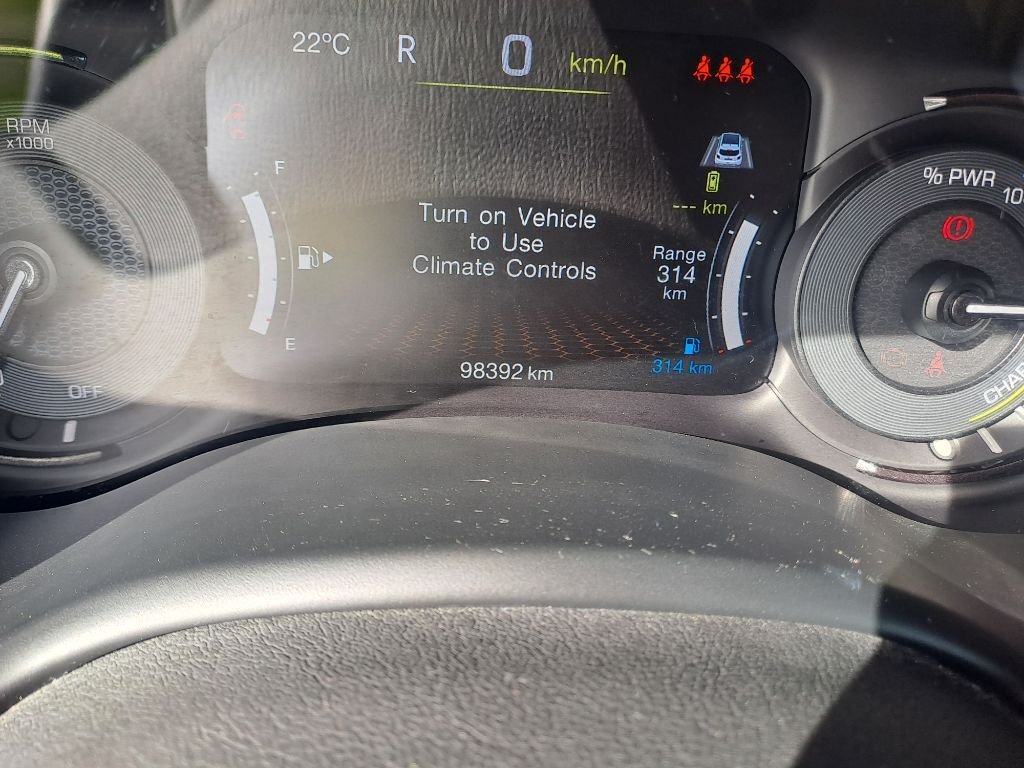 22°C R 0 km/h
RPM
x1000
F
% PWR
--- km
Turn on Vehicle
to Use
Climate Controls
Range
314
km
E
98392 km
314 km
OFF